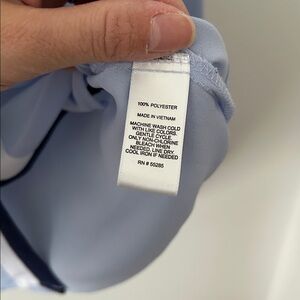 100% POLYESTER
MADE IN VIETNAM
MACHINE WASH COLD
WITH LIKE COLORS.
GENTLE CYCLE.
ONLY NON-CHLORINE
BLEACH WHEN
NEEDED. LINE DRY.
COOL IRON IF NEEDED
RN # 55285